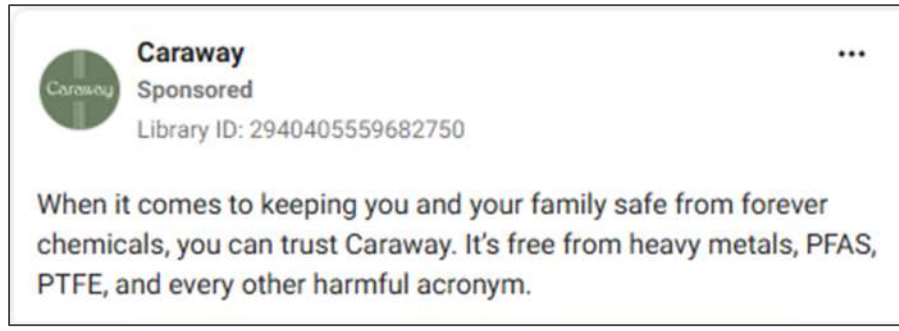 Caraway
Caraway
Sponsored
Library ID: 2940405559682750
When it comes to keeping you and your family safe from forever
chemicals, you can trust Caraway. It's free from heavy metals, PFAS,
PTFE, and every other harmful acronym.